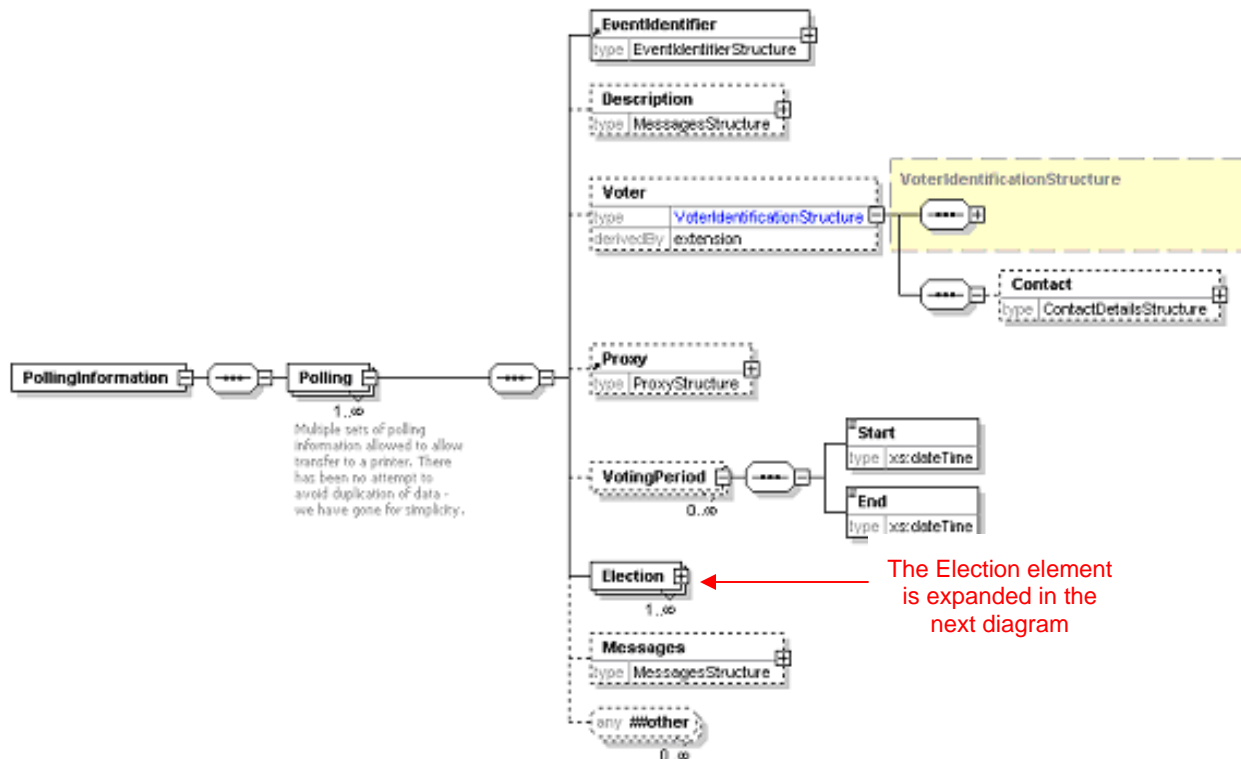 EventIdentifier
type EventIdentifierStructure
Description
type MessagesStructure
VoterIdentificationStructure
Voter
type VoterIdentificationStructure
derivedBy extension
Contact
type ContactDetailsStructure
PollingInformation
Polling
1..∞
Multiple sets of polling
information allowed to allow
transfer to a printer. There
has been no attempt to
avoid duplication of data -
we have gone for simplicity.
Proxy
type ProxyStructure
VotingPeriod
0..∞
Start
type xs:dateTime
End
type xs:dateTime
Election
1..∞
The Election element
is expanded in the
next diagram
Messages
type MessagesStructure
any ##other
0..∞